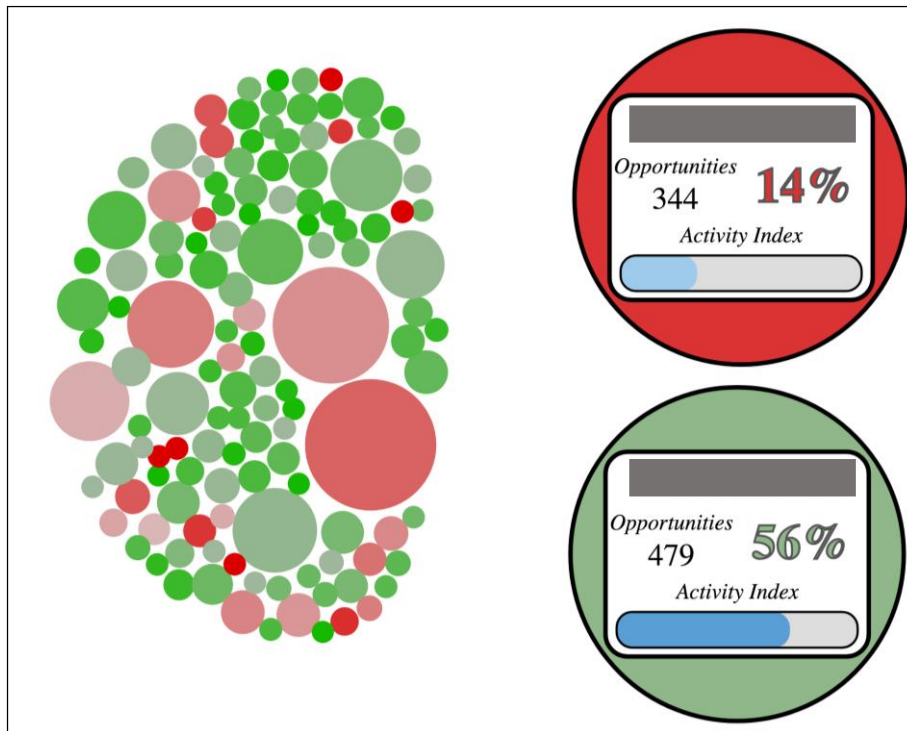 Opportunities
344
14%
Activity Index
Opportunities
479
56%
Activity Index